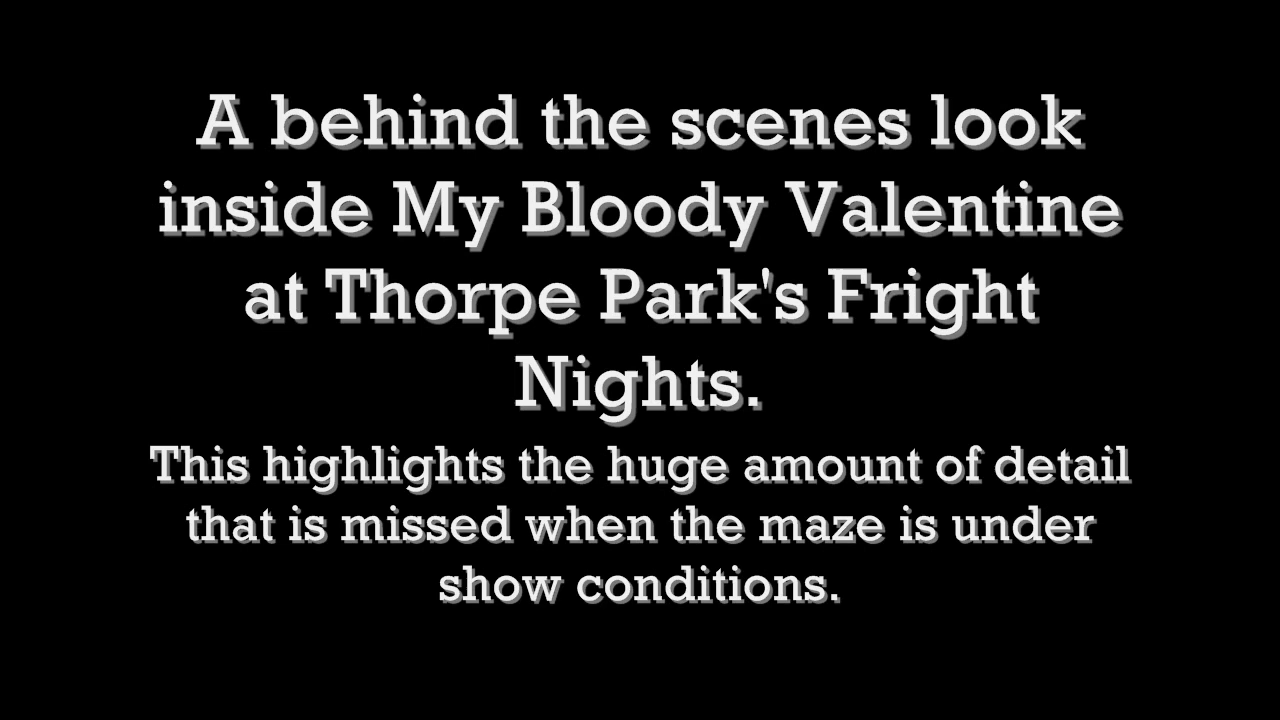 A behind the scenes look
inside My Bloody Valentine
at Thorpe Park's Fright
Nights.
This highlights the huge amount of detail
that is missed when the maze is under
show conditions.